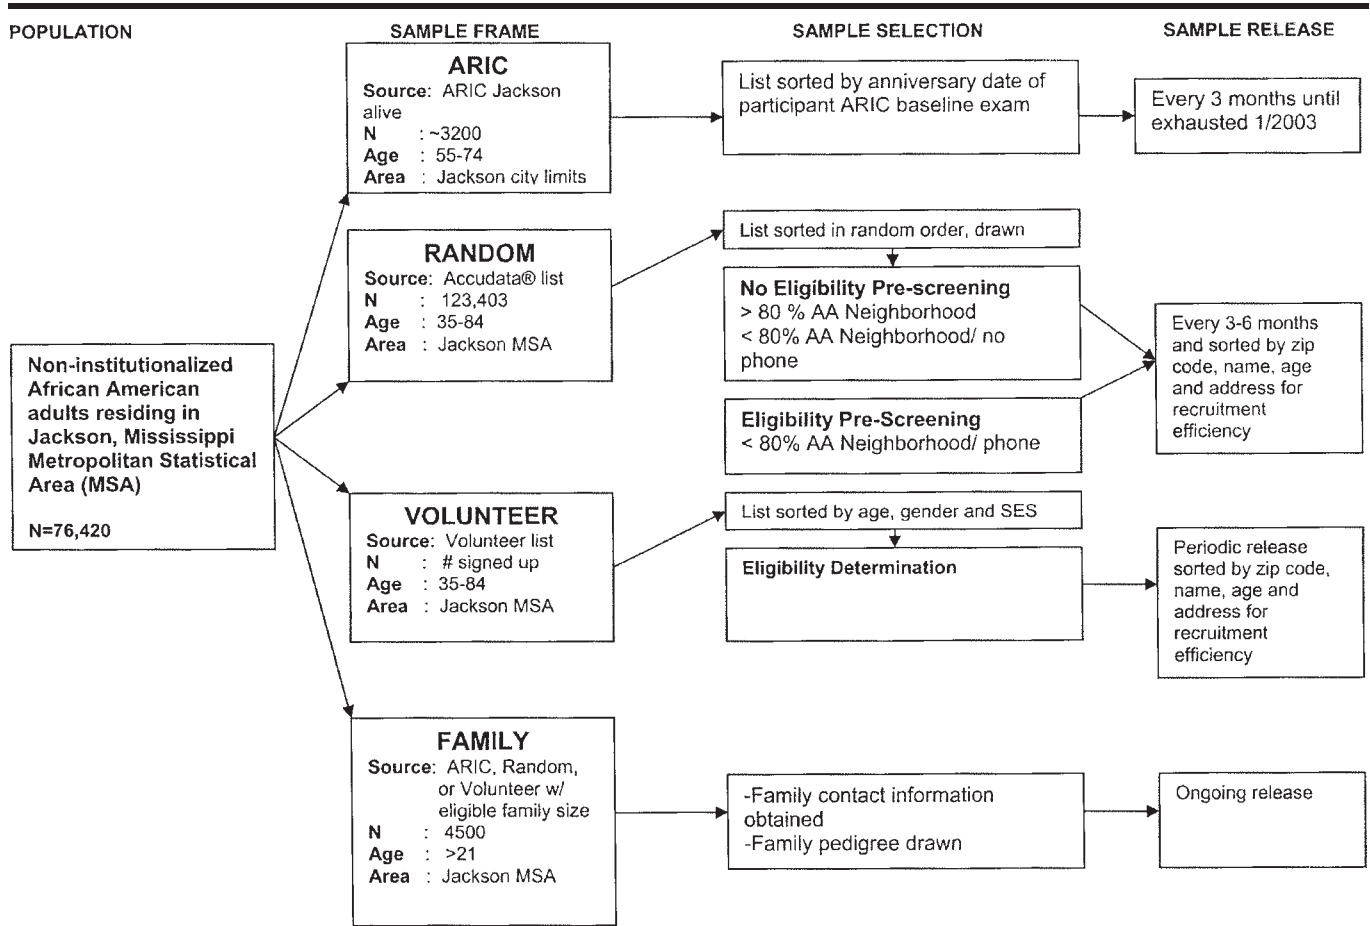 POPULATION
SAMPLE FRAME
SAMPLE SELECTION
SAMPLE RELEASE
Non-institutionalized
African American
adults residing in
Jackson, Mississippi
Metropolitan Statistical
Area (MSA)
N=76,420
ARIC
Source: ARIC Jackson
alive
N : ~3200
Age : 55-74
Area : Jackson city limits
List sorted by anniversary date of
participant ARIC baseline exam
Every 3 months until
exhausted 1/2003
RANDOM
Source: Accudata® list
N : 123,403
Age : 35-84
Area : Jackson MSA
List sorted in random order, drawn
No Eligibility Pre-screening
> 80 % AA Neighborhood
< 80% AA Neighborhood/ no
phone
Eligibility Pre-Screening
< 80% AA Neighborhood/ phone
Every 3-6 months
and sorted by zip
code, name, age
and address for
recruitment
efficiency
VOLUNTEER
Source: Volunteer list
N : # signed up
Age : 35-84
Area : Jackson MSA
List sorted by age, gender and SES
Eligibility Determination
Periodic release
sorted by zip code,
name, age and
address for
recruitment
efficiency
FAMILY
Source: ARIC, Random,
or Volunteer w/
eligible family size
N : 4500
Age : >21
Area : Jackson MSA
-Family contact information
obtained
-Family pedigree drawn
Ongoing release